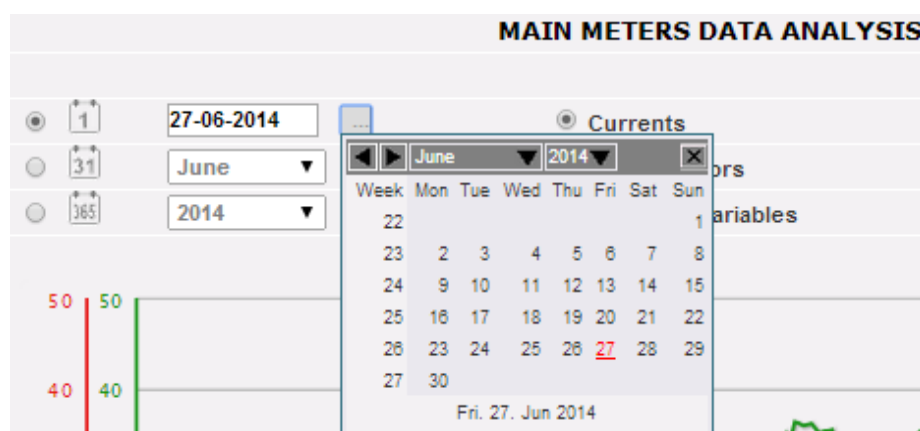 MAIN METERS DATA ANALYSIS
1 27-06-2014 ... Currents
31 June ▼ ors
365 2014 ▼ ariables
June 2014
Week Mon Tue Wed Thu Fri Sat Sun
22 1
23 2 3 4 5 6 7 8
24 9 10 11 12 13 14 15
25 16 17 18 19 20 21 22
26 23 24 25 26 27 28 29
27 30
Fri. 27. Jun 2014
50 50
40 40